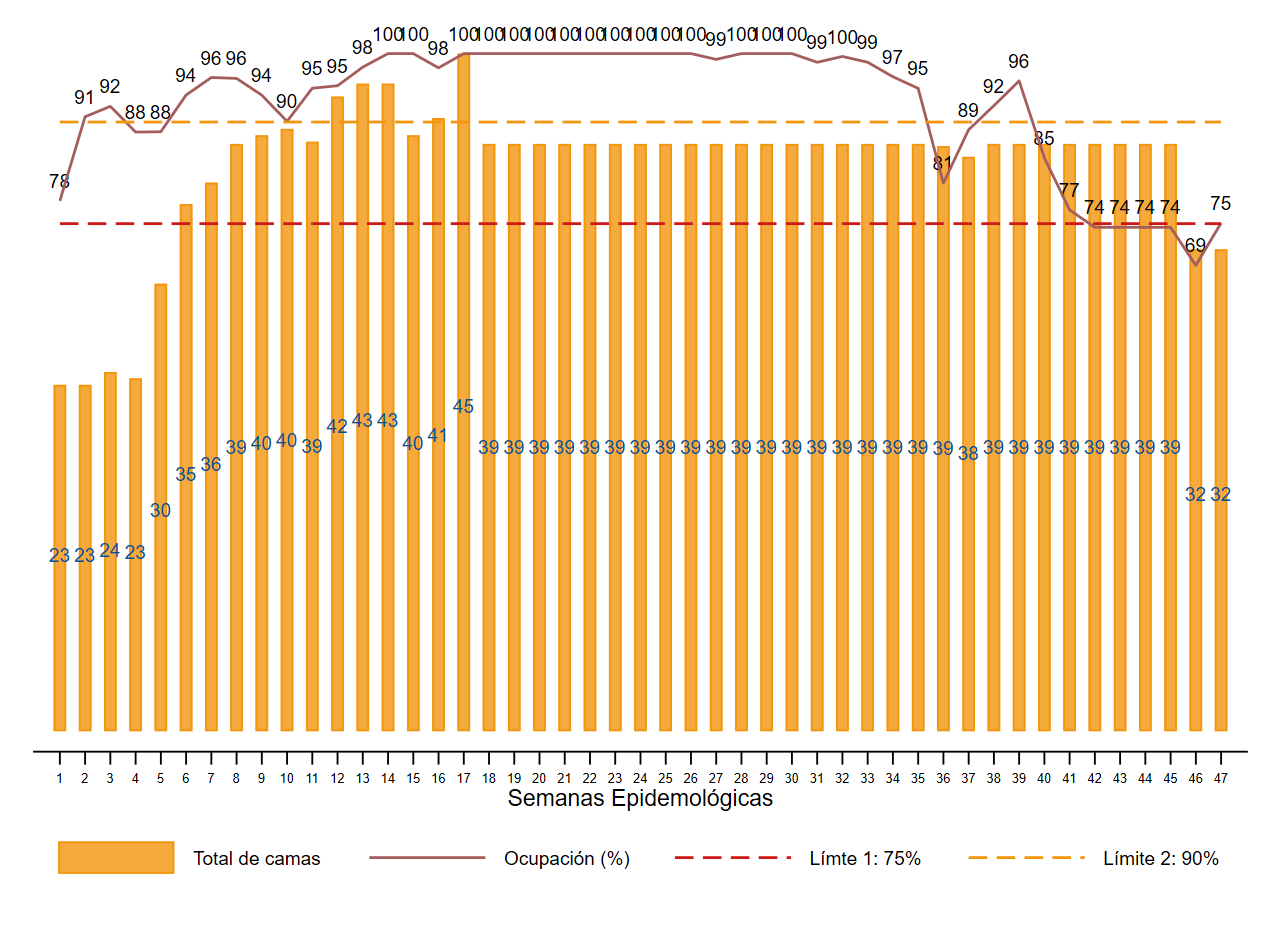 78 91 92 88 88 94 96 96 94 90 95 95 98 100 100 98 100 100 100 100 100 100 100 100 100 100 99 100 100 100 99 100 99 97 95 81 89 92 96 85 77 74 74 74 74 69 75
23 23 24 23 30 35 36 39 40 40 39 42 43 43 40 41 45 39 39 39 39 39 39 39 39 39 39 39 39 39 39 39 39 39 39 39 38 39 39 39 39 39 39 39 39 32 32
1 2 3 4 5 6 7 8 9 10 11 12 13 14 15 16 17 18 19 20 21 22 23 24 25 26 27 28 29 30 31 32 33 34 35 36 37 38 39 40 41 42 43 44 45 46 47
Semanas Epidemológicas
Total de camas Ocupación (%) Límte 1: 75% Límite 2: 90%